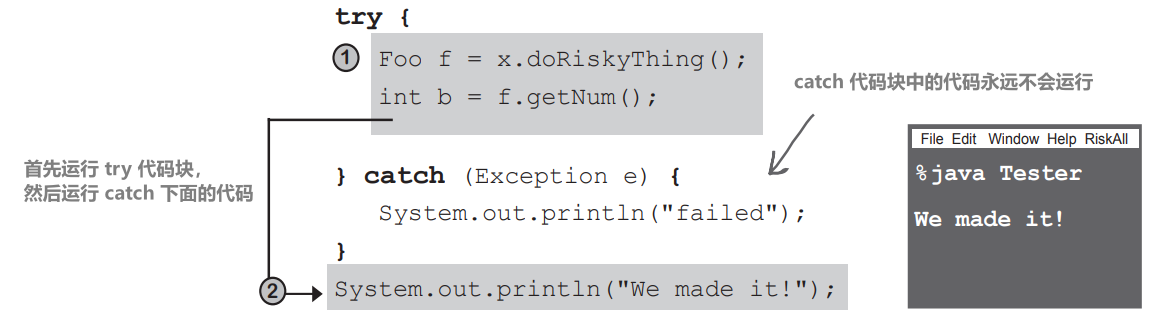 try {
1
Foo f = x.doRiskyThing();
int b = f.getNum();
catch 代码块中的代码永远不会运行
首先运行 try 代码块,
然后运行 catch 下面的代码
} catch (Exception e) {
System.out.println("failed");
}
2
System.out.println("We made it!");
File Edit Window Help RiskAll
%java Tester
We made it!